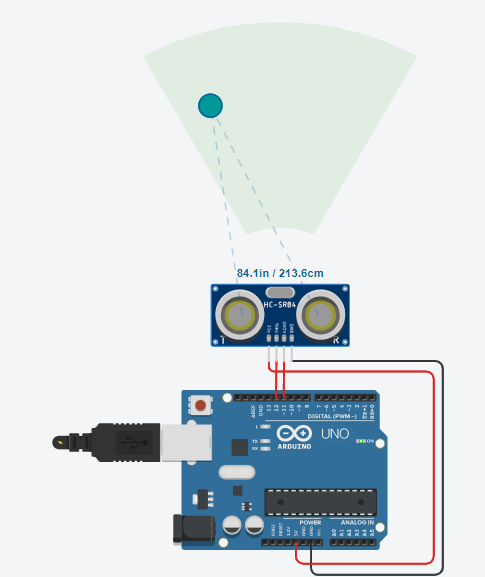 84.1in / 213.6cm
HC-SR04
T R
VCC TRIG ECHO GND
AREF GND 13 12 ~11 ~10 ~9 8 7 ~6 ~5 4 ~3 2 TX→1 RX←0
DIGITAL (PWM~)
L
TX
RX
UNO
ON
ARDUINO
POWER ANALOG IN
IOREF RESET 3.3V 5V GND GND Vin A0 A1 A2 A3 A4 A5